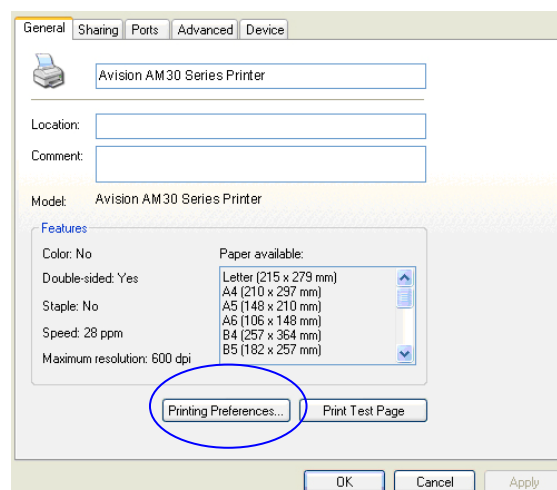 General Sharing Ports Advanced Device
Avision AM30 Series Printer
Location:
Comment:
Model: Avision AM30 Series Printer
Features
Color: No
Double-sided: Yes
Staple: No
Speed: 28 ppm
Maximum resolution: 600 dpi
Paper available:
Letter (215 x 279 mm)
A4 (210 x 297 mm)
A5 (148 x 210 mm)
A6 (106 x 148 mm)
B4 (257 x 364 mm)
B5 (182 x 257 mm)
Printing Preferences... Print Test Page
OK Cancel Apply